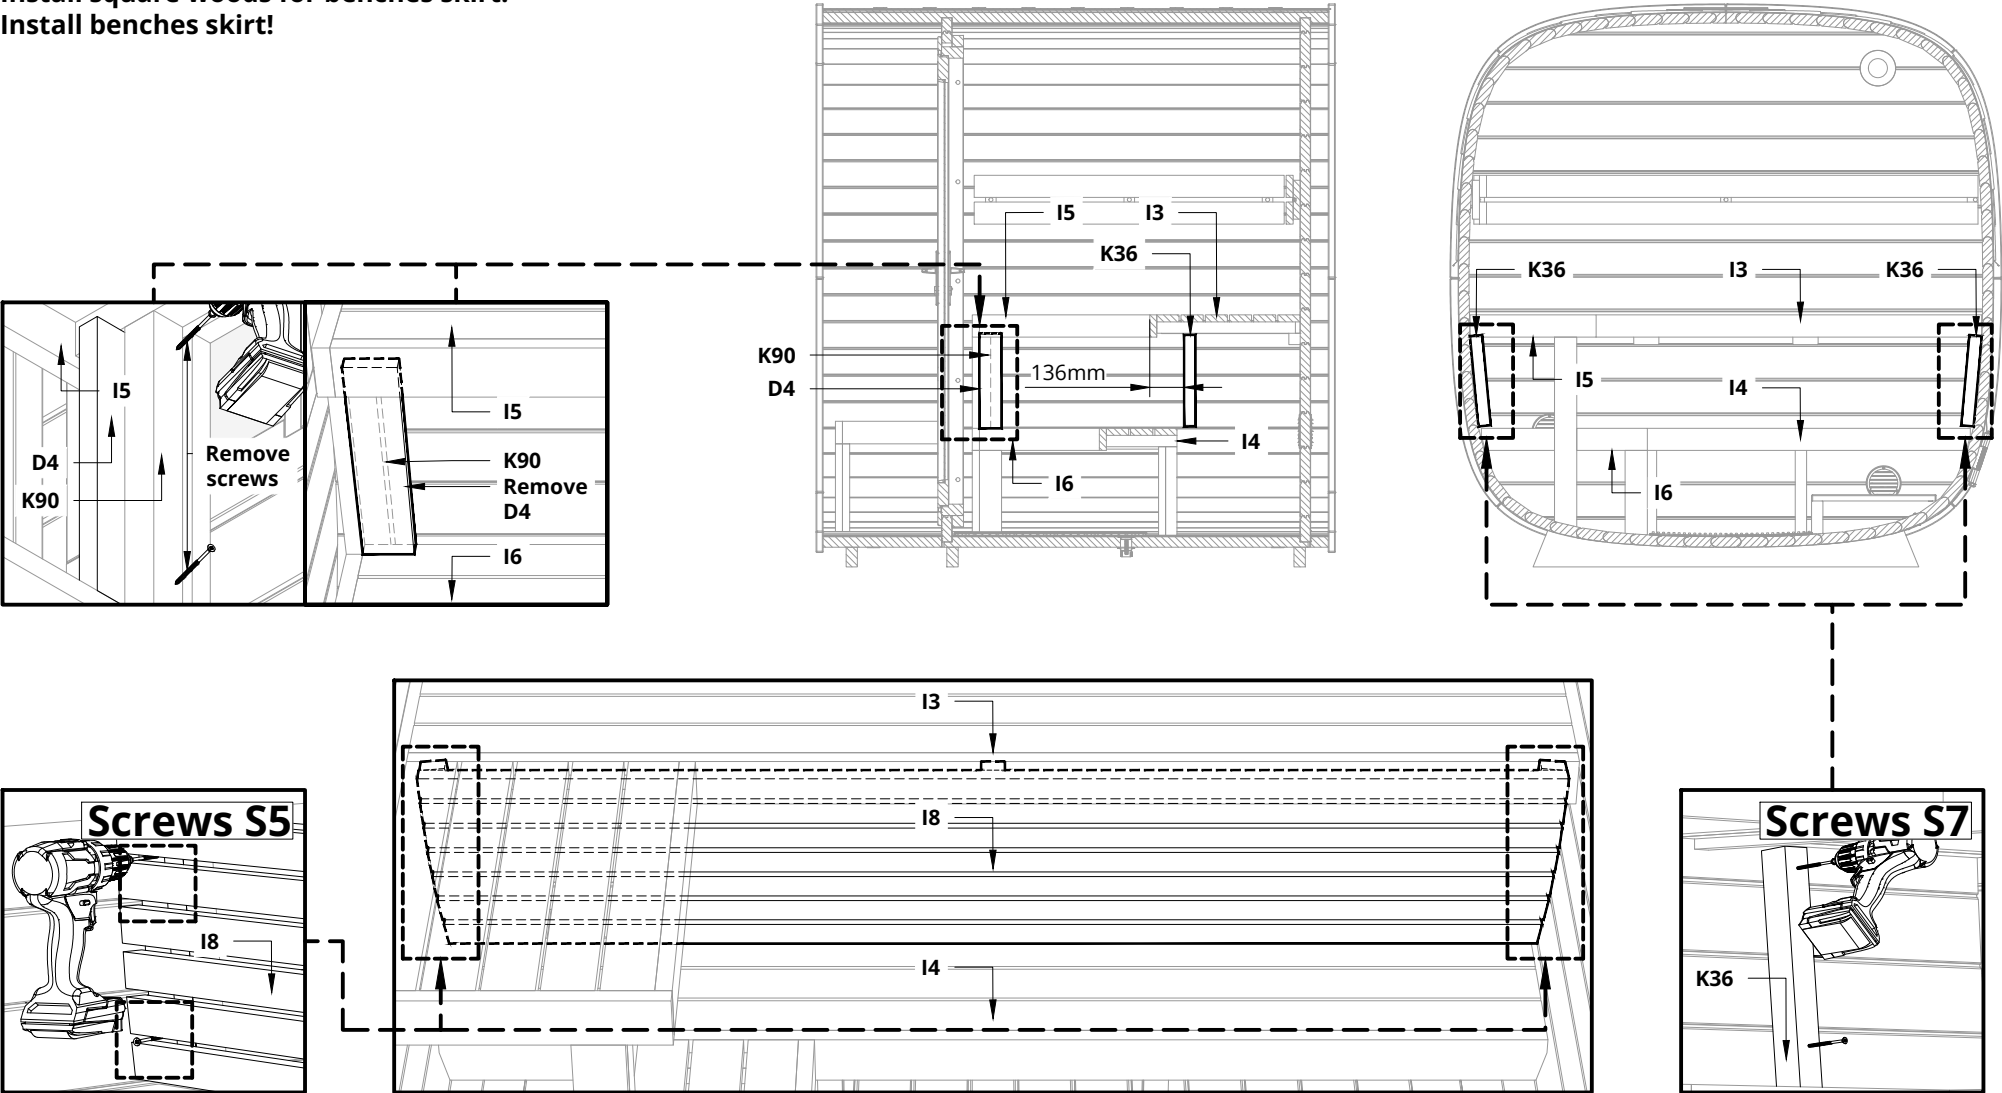 Install square woods for benches skirt!
Install benches skirt!
I5
I3
K36
K90
D4
136mm
I4
I6
K36
I3
K36
I5
I4
I6
I5
D4
K90
Remove
screws
I5
K90
Remove
D4
I6
I3
I8
I4
Screws S5
I8
Screws S7
K36